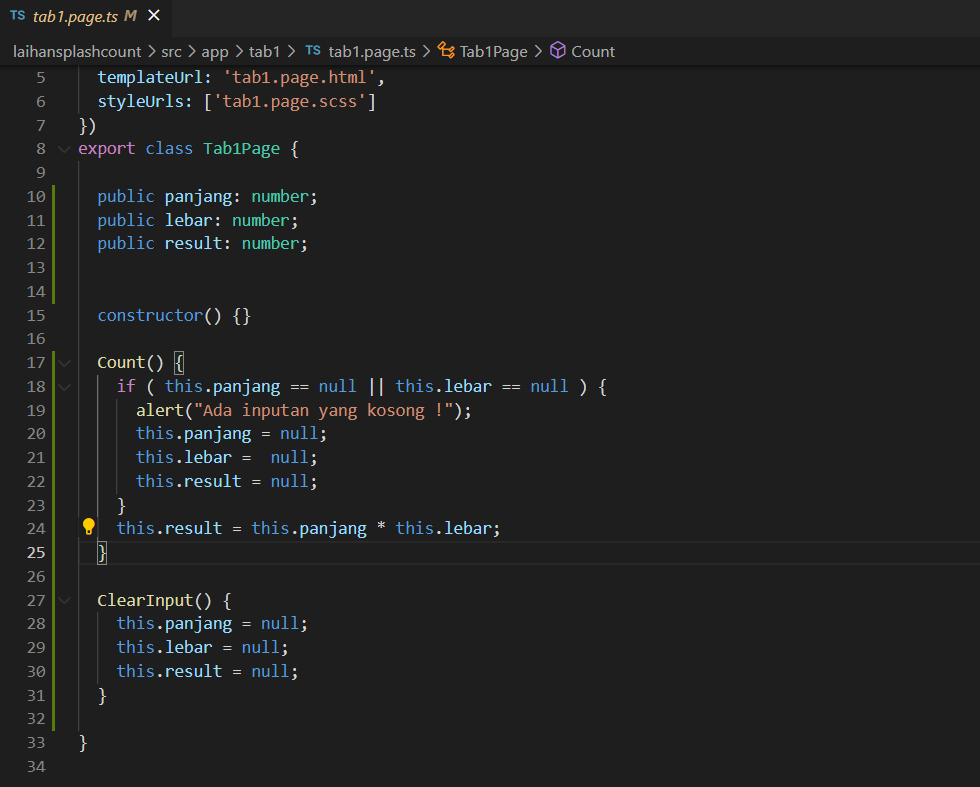 TS tab1.page.ts M ×
laihansplashcount > src > app > tab1 > TS tab1.page.ts > Tab1Page > Count
5 templateUrl: 'tab1.page.html',
6 styleUrls: ['tab1.page.scss']
7 })
8 export class Tab1Page {
9
10 public panjang: number;
11 public lebar: number;
12 public result: number;
13
14
15 constructor() {}
16
17 Count() {
18 if ( this.panjang == null || this.lebar == null ) {
19 alert("Ada inputan yang kosong !");
20 this.panjang = null;
21 this.lebar =  null;
22 this.result = null;
23 }
24 this.result = this.panjang * this.lebar;
25 }
26
27 ClearInput() {
28 this.panjang = null;
29 this.lebar = null;
30 this.result = null;
31 }
32
33 }
34